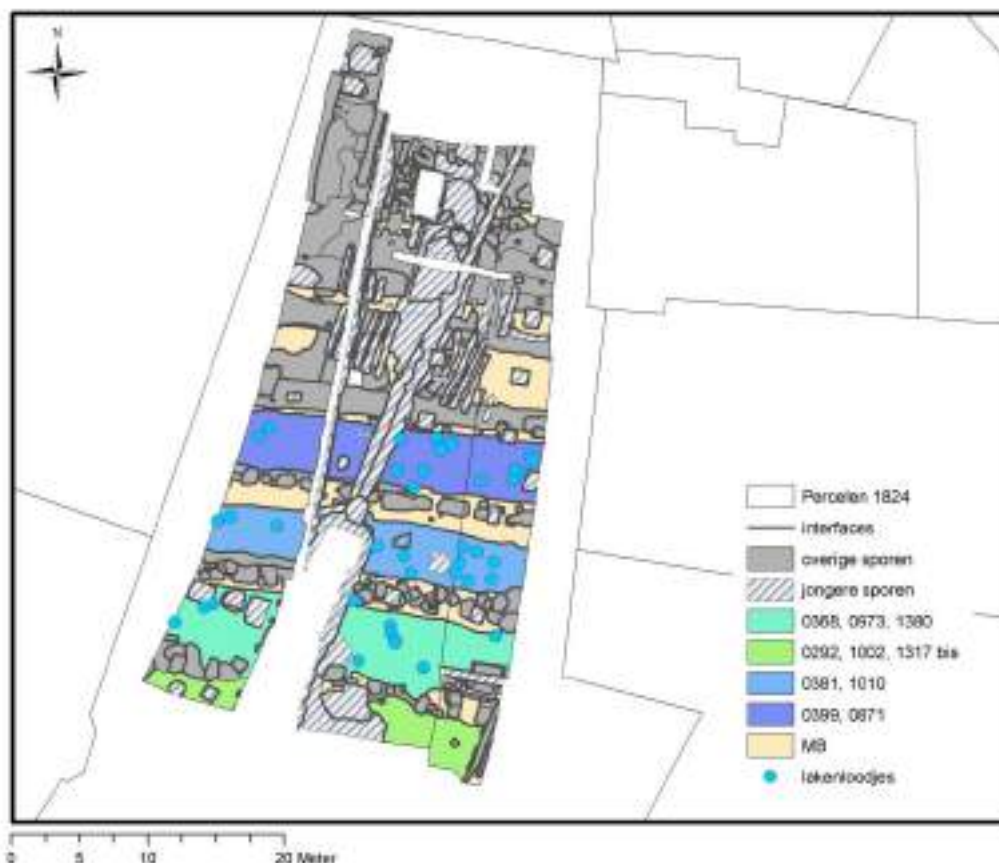 N
Percelen 1824
interfaces
overige sporen
jongere sporen
0368, 0973, 1380
0292, 1002, 1317 bis
0381, 1010
0399, 0871
MB
lakenloodjes
0 5 10 20 Meter